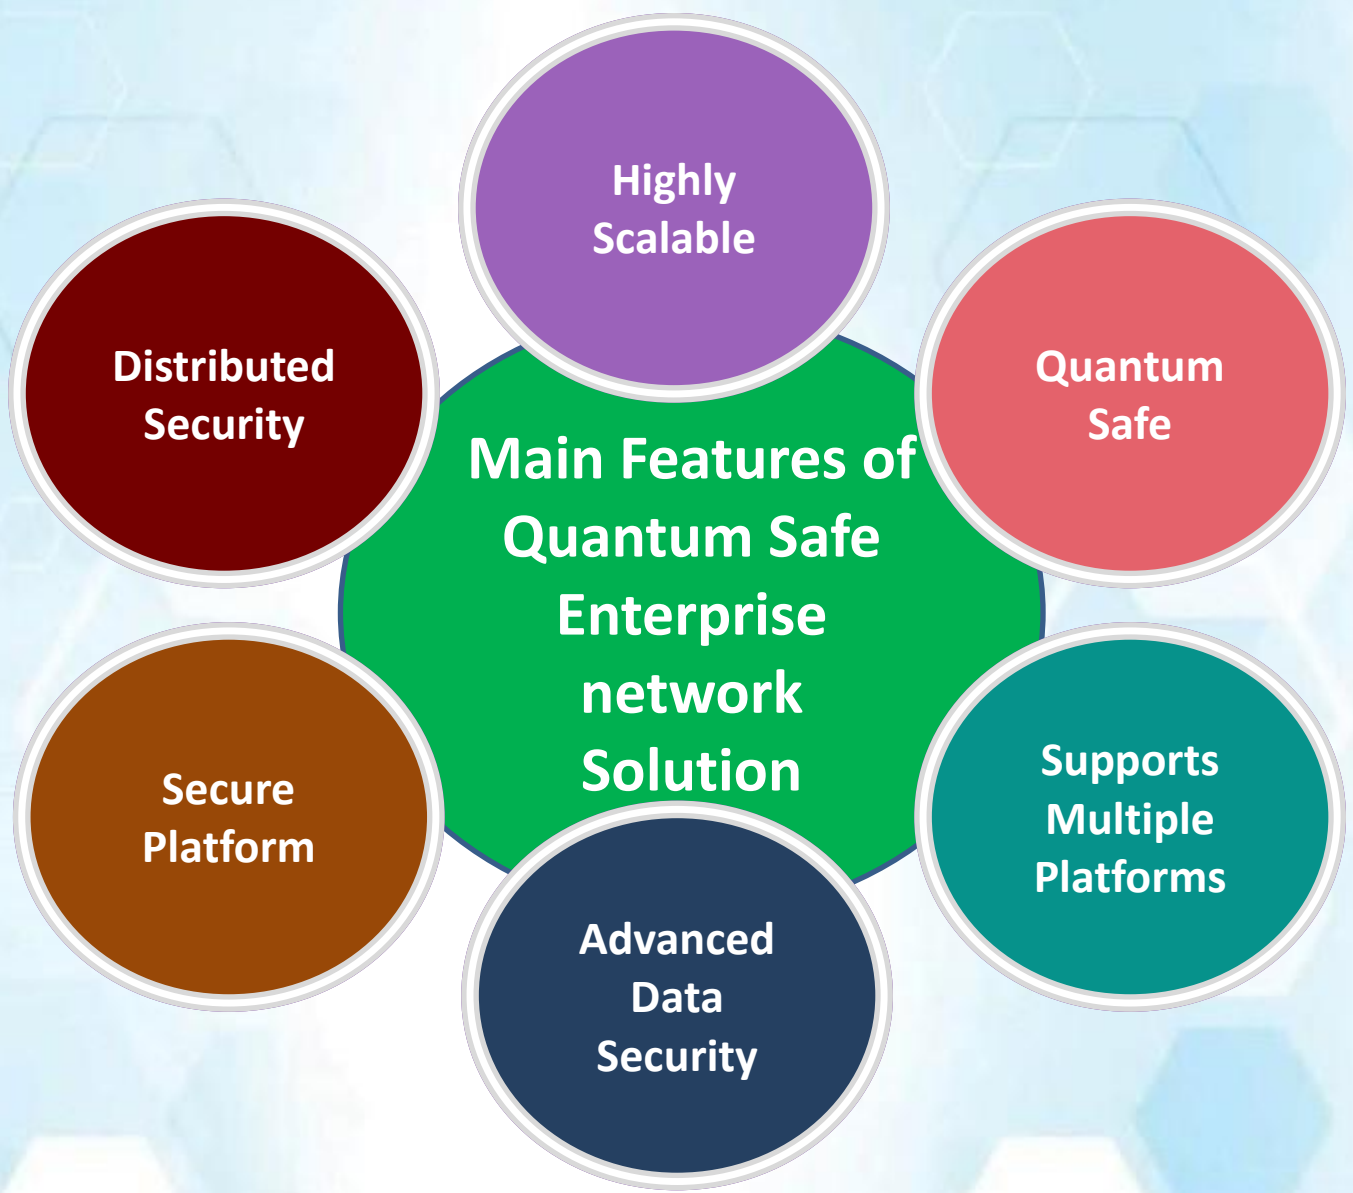 Highly
Scalable
Distributed
Security
Quantum
Safe
Main Features of
Quantum Safe
Enterprise
network
Solution
Secure
Platform
Supports
Multiple
Platforms
Advanced
Data
Security